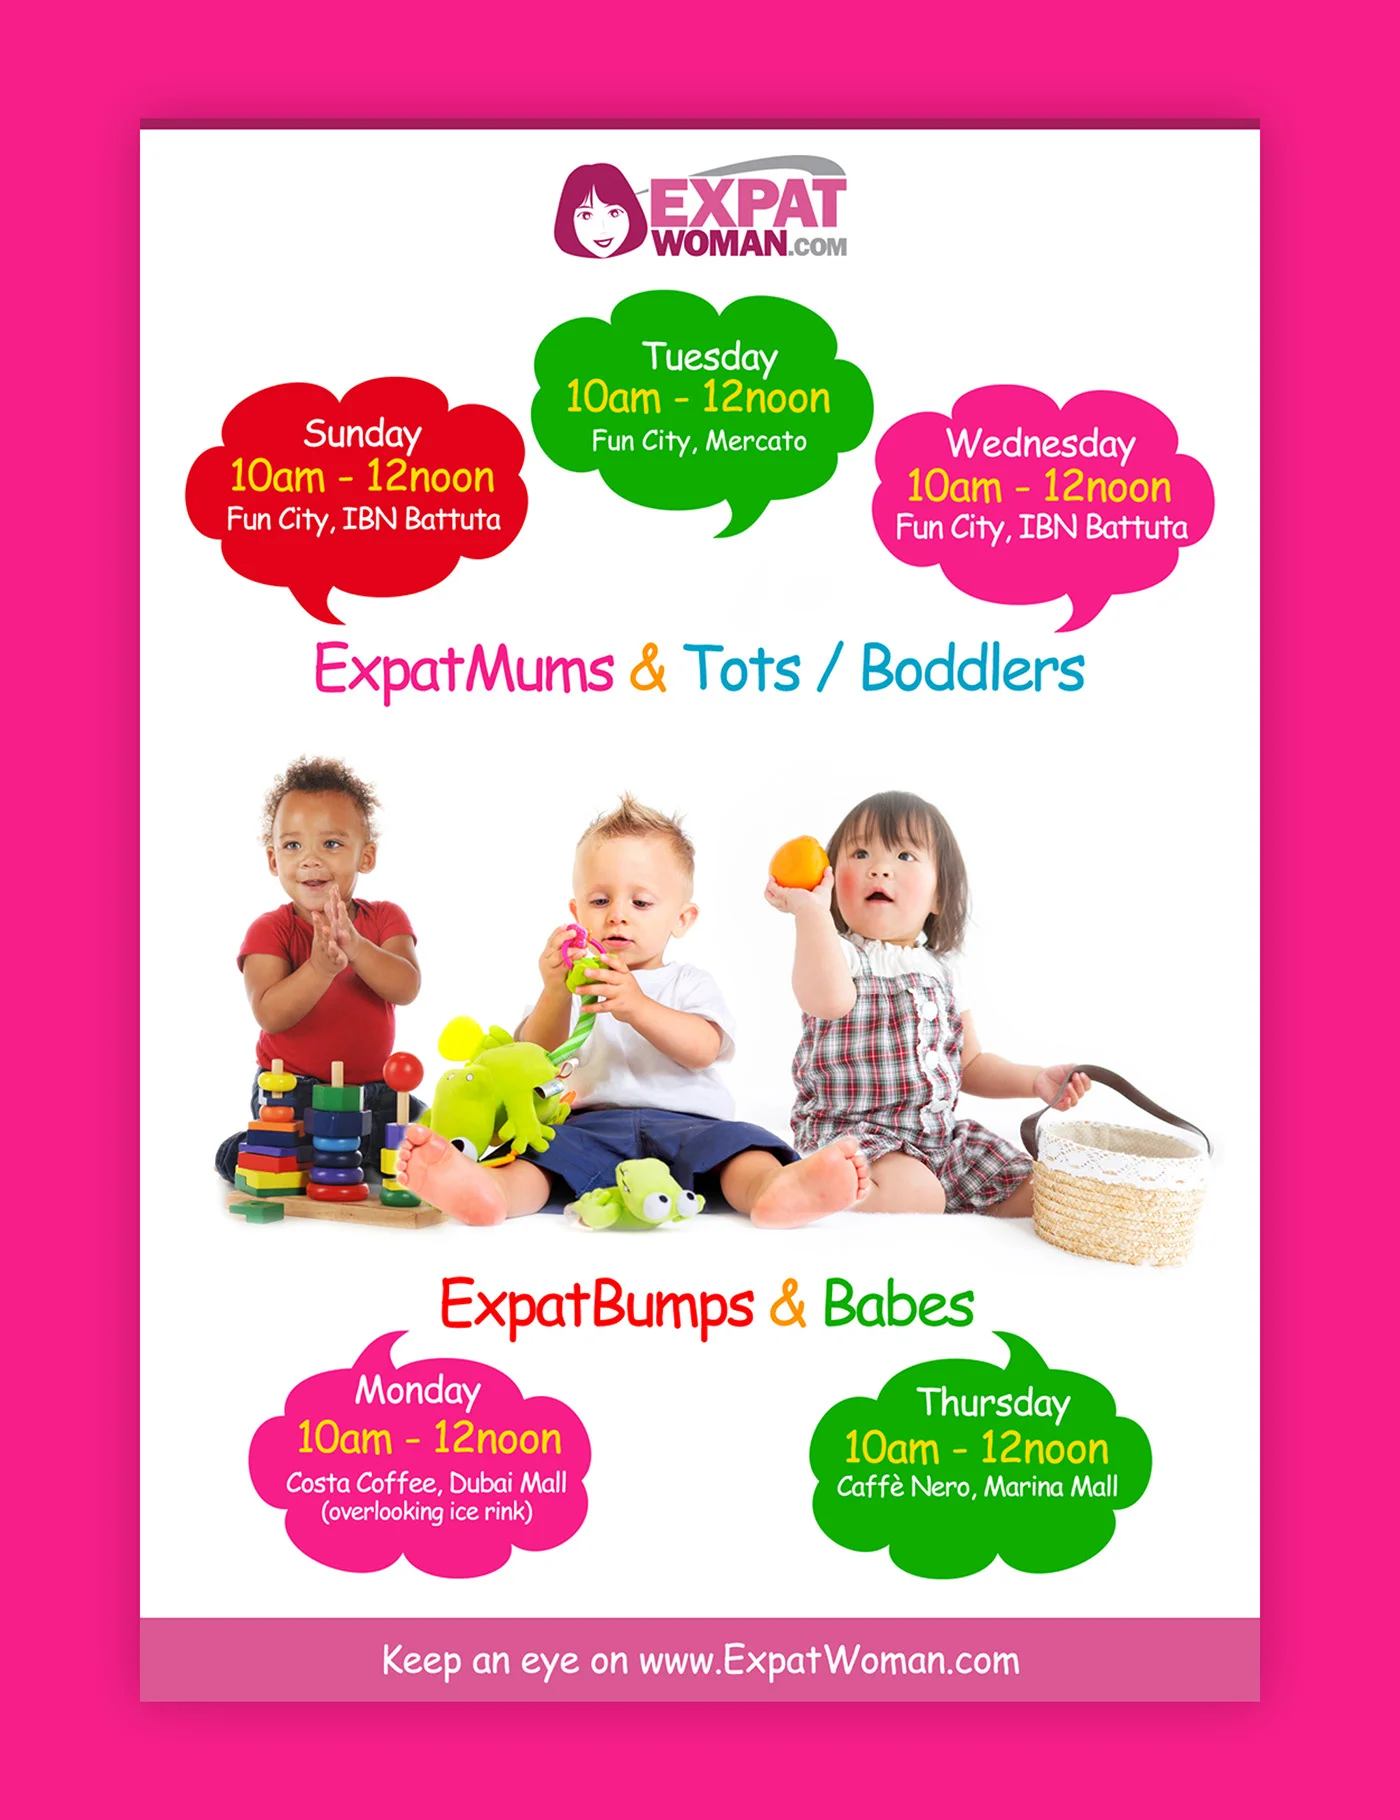 EXPAT
WOMAN.COM
Tuesday
10am - 12noon
Fun City, Mercato
Sunday
10am - 12noon
Fun City, IBN Battuta
Wednesday
10am - 12noon
Fun City, IBN Battuta
ExpatMums & Tots / Boddlers
ExpatBumps & Babes
Monday
10am - 12noon
Costa Coffee, Dubai Mall
(overlooking ice rink)
Thursday
10am - 12noon
Caffè Nero, Marina Mall
Keep an eye on www.ExpatWoman.com